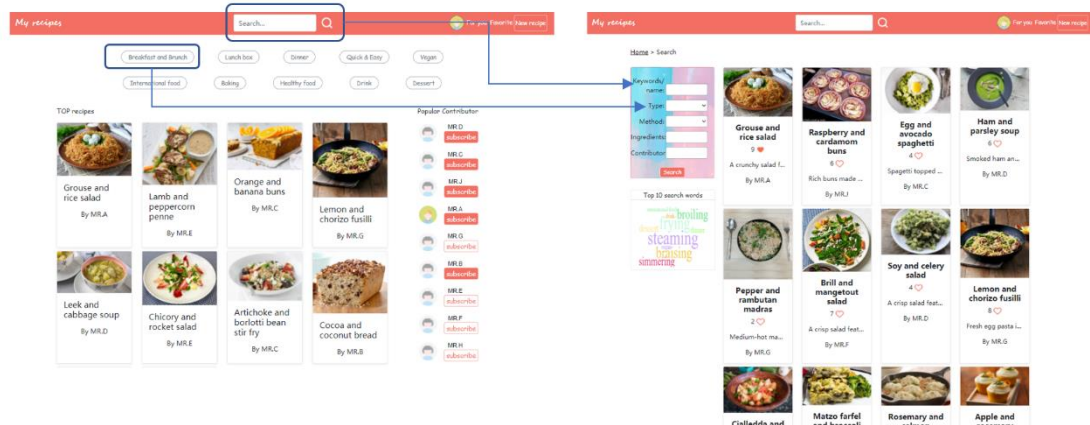 My recipes
Search...
For you Favorite New recipe
Breakfast and Brunch
Lunch box
Dinner
Quick & Easy
Vegan
International food
Baking
Healthy food
Drink
Dessert
TOP recipes
Grouse and
rice salad
By MR.A
Lamb and
peppercorn
penne
By MR.E
Orange and
banana buns
By MR.C
Lemon and
chorizo fusilli
By MR.G
Leek and
cabbage soup
By MR.D
Chicory and
rocket salad
By MR.E
Artichoke and
borlotti bean
stir fry
By MR.C
Cocoa and
coconut bread
By MR.B
Popular Contributor
MR.D
subscribe
MR.C
subscribe
MR.J
subscribe
MR.A
subscribe
MR.G
subscribe
MR.B
subscribe
MR.E
subscribe
MR.F
subscribe
MR.H
subscribe
My recipes
Search...
For you Favorite New recipe
Home > Search
Keywords/
name:
Type:
Method:
Ingredients:
Contributor
Search
Top 10 search words
broiling
frying
steaming
braising
simmering
Grouse and
rice salad
9
A crunchy salad f...
By MR.A
Raspberry and
cardamom
buns
6
Rich buns made ...
By MR.J
Egg and
avocado
spaghetti
4
Spagetti topped ...
By MR.C
Ham and
parsley soup
6
Smoked ham an...
By MR.D
Pepper and
rambutan
madras
2
Medium-hot ma...
By MR.G
Brill and
mangetout
salad
7
A crisp salad feat...
By MR.F
Soy and celery
salad
4
A crisp salad feat...
By MR.D
Lemon and
chorizo fusilli
8
Fresh egg pasta i...
By MR.G
Cialledda and
Matzo farfel
and broccoli
Rosemary and
salmon
Apple and
rosemary